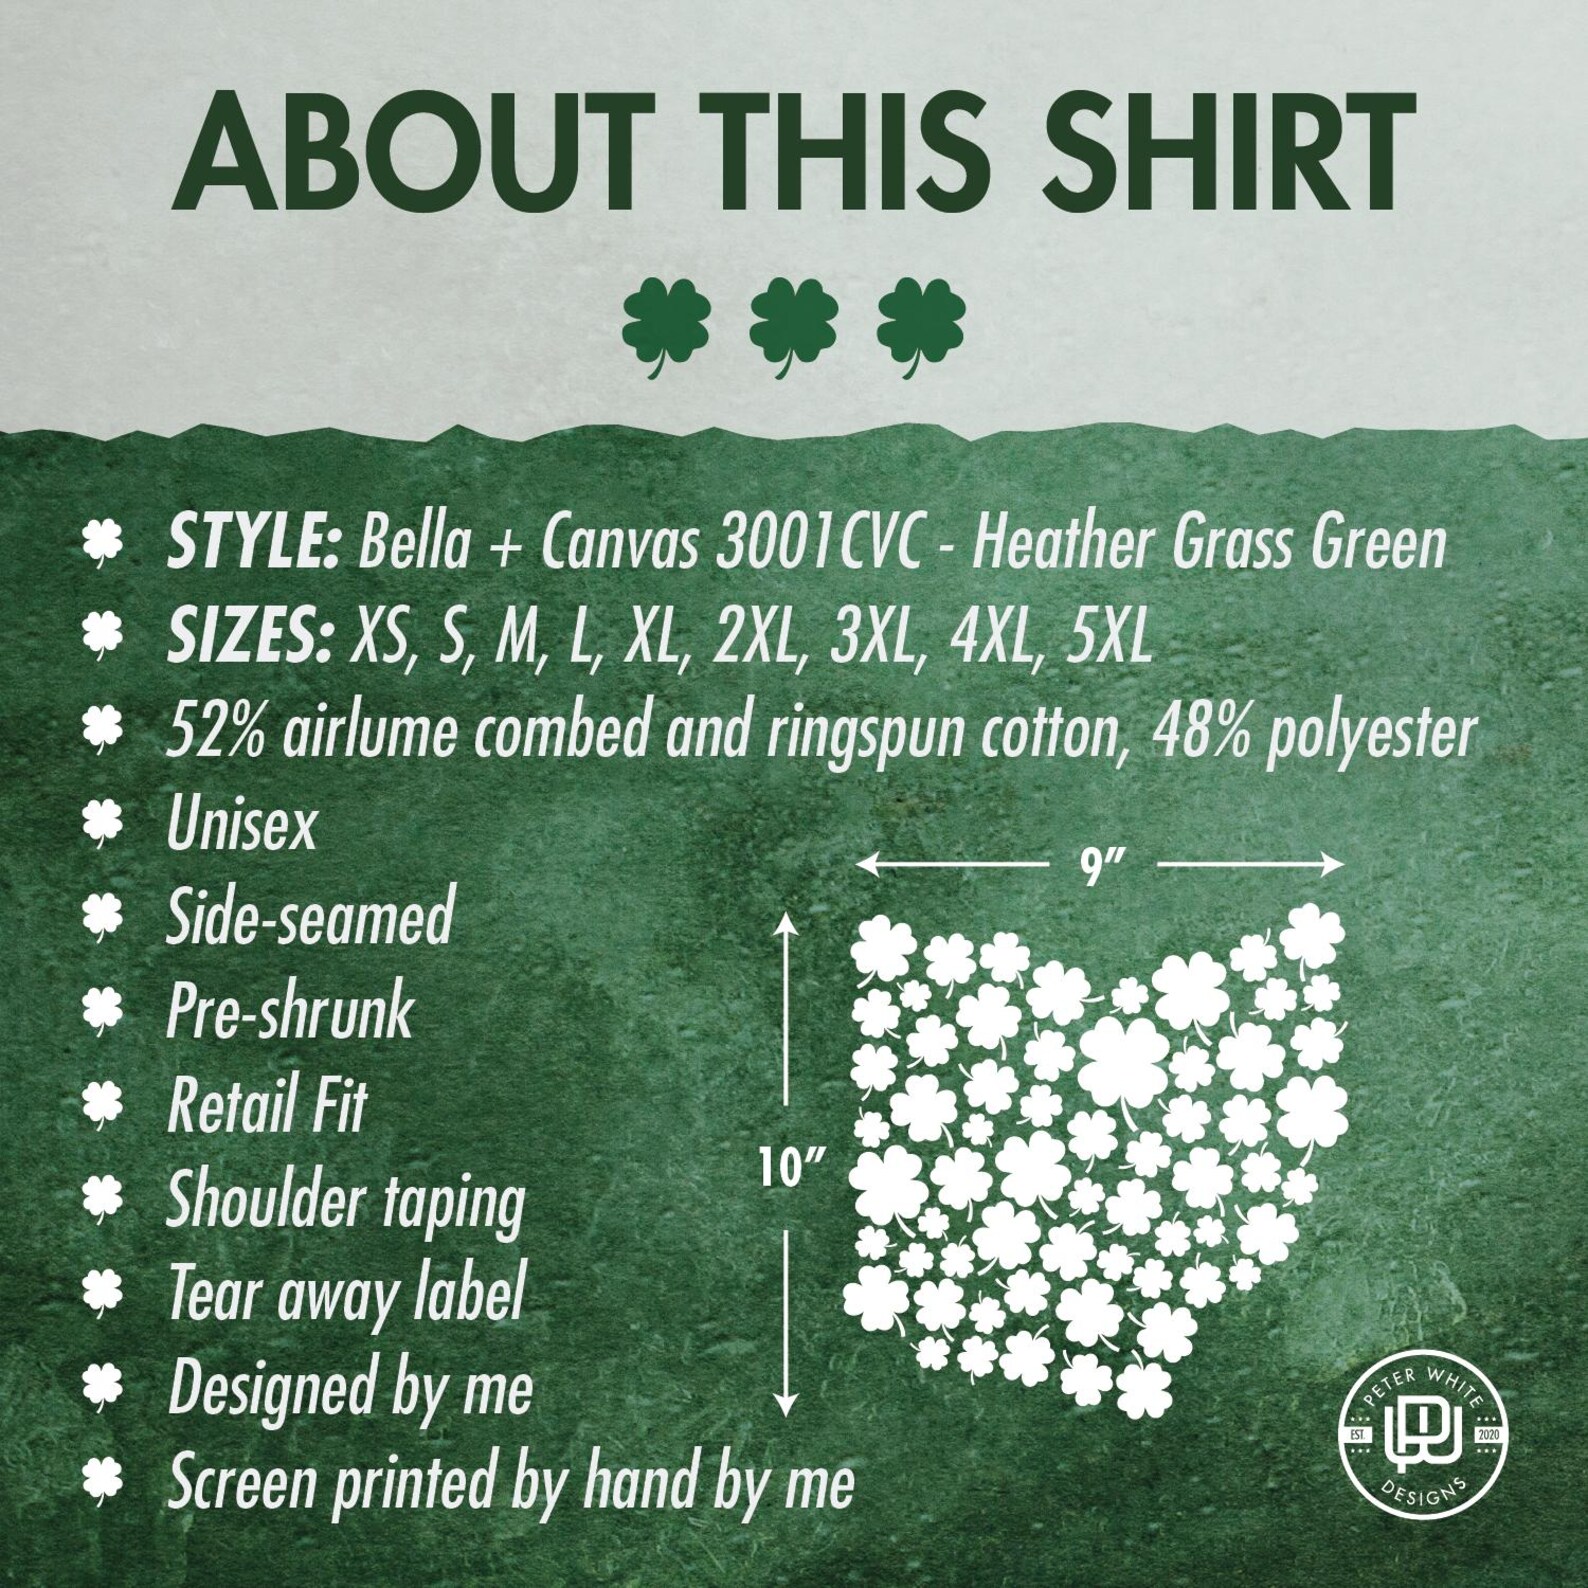 ABOUT THIS SHIRT
STYLE: Bella + Canvas 3001CVC - Heather Grass Green
SIZES: XS, S, M, L, XL, 2XL, 3XL, 4XL, 5XL
52% airlume combed and ringspun cotton, 48% polyester
Unisex
Side-seamed
Pre-shrunk
Retail Fit
Shoulder taping
Tear away label
Designed by me
Screen printed by hand by me
9”
10”
PETER WHITE
EST. PW 2020
DESIGNS